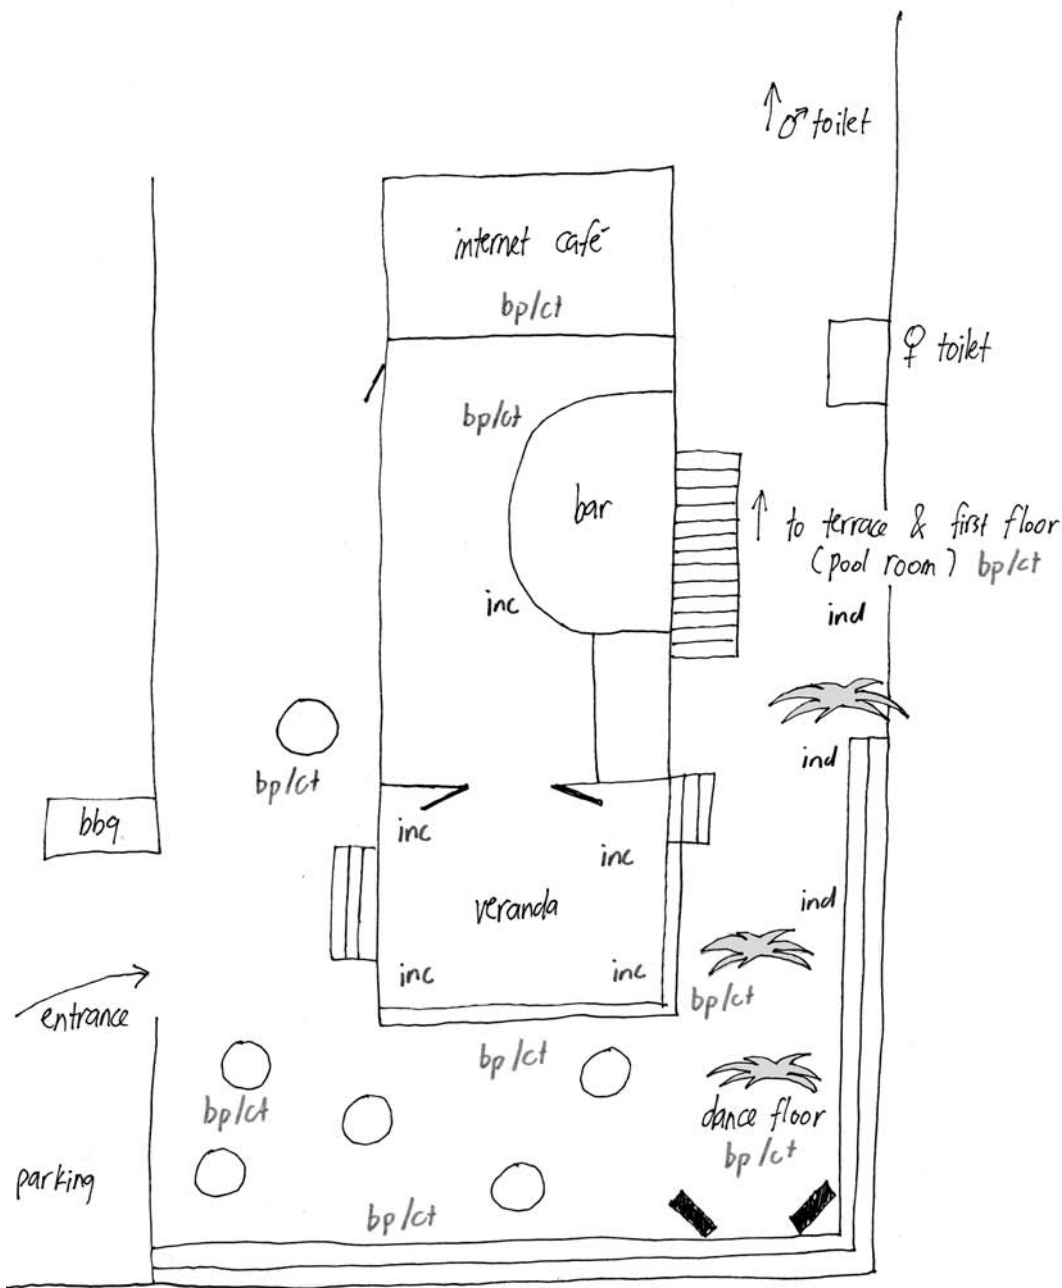 ↑ ♂ toilet
internet café
bp/ct
♀ toilet
bp/ct
bar
↑ to terrace & first floor
(pool room) bp/ct
inc
ind
ind
bp/ct
bbq
inc
inc
veranda
ind
inc
inc
bp/ct
entrance
bp/ct
bp/ct
dance floor
bp/ct
parking
bp/ct